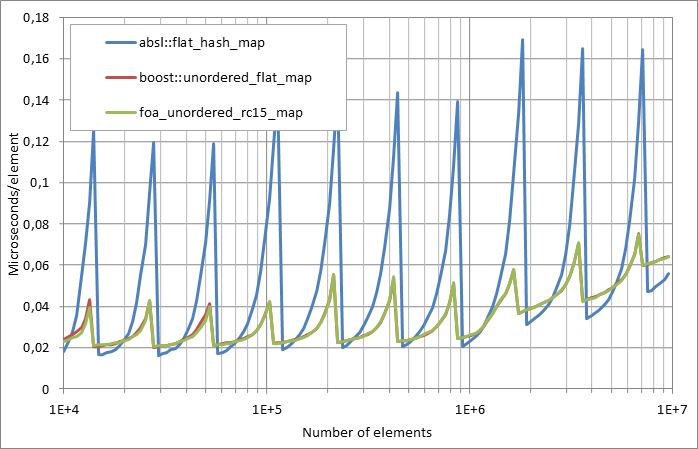 0,18
0,16
0,14
0,12
0,1
0,08
0,06
0,04
0,02
0
Microseconds/element
absl::flat_hash_map
boost::unordered_flat_map
foa_unordered_rc15_map
1E+4 1E+5 1E+6 1E+7
Number of elements